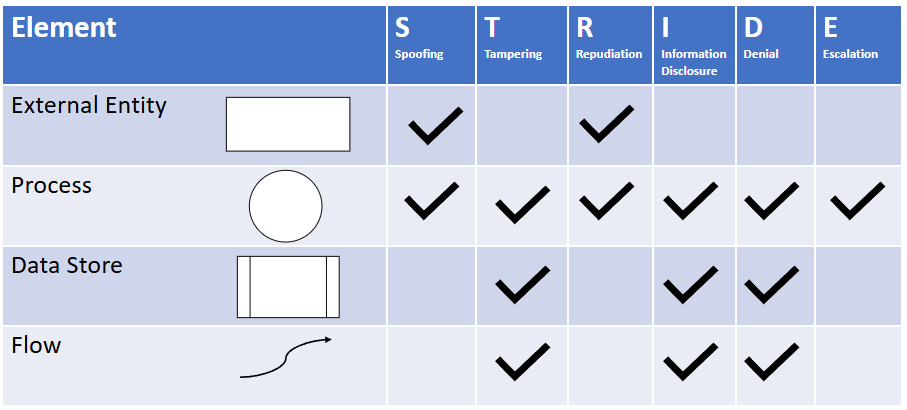 Element
S
Spoofing
T
Tampering
R
Repudiation
I
Information
Disclosure
D
Denial
E
Escalation
External Entity
Process
Data Store
Flow